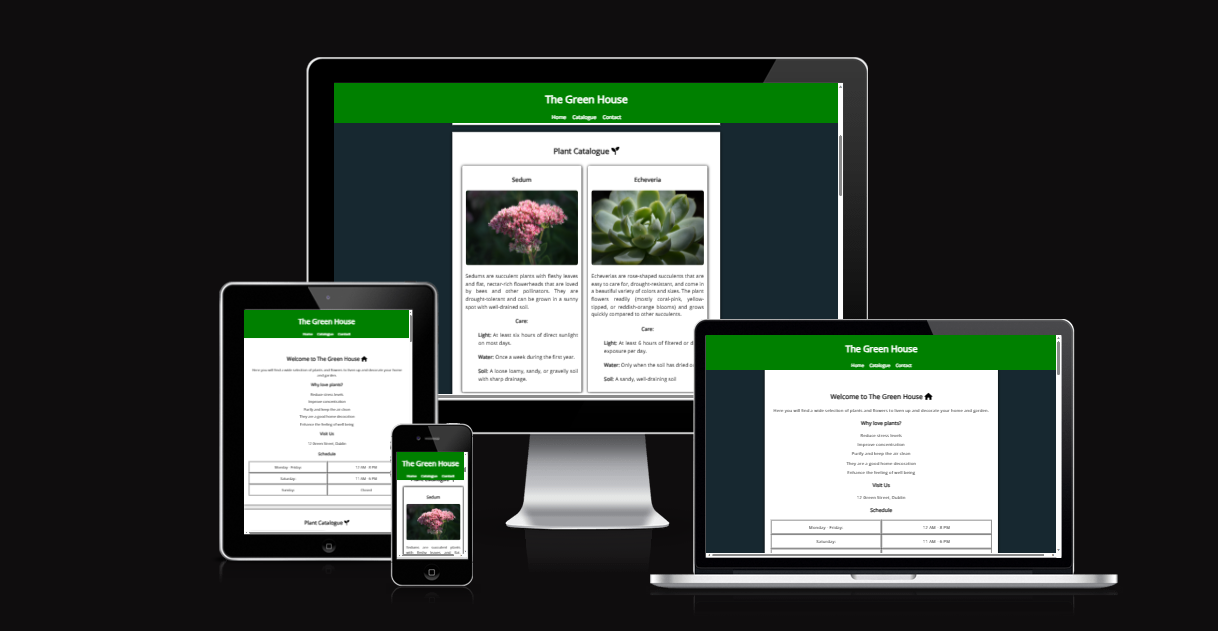 The Green House
Home Catalogue Contact
Plant Catalogue
Sedum
Sedums are succulent plants with fleshy leaves
and flat, nectar-rich flowerheads that are loved
by bees and other pollinators. They are
drought-tolerant and can be grown in a sunny
spot with well-drained soil.
Care:
Light: At least six hours of direct sunlight
on most days.
Water: Once a week during the first year.
Soil: A loose loamy, sandy, or gravelly soil
with sharp drainage.
Echeveria
Echeverias are rose-shaped succulents that are
easy to care for, drought-resistant, and come in
a beautiful variety of colors and sizes. The plant
flowers readily (mostly coral-pink, yellow-
tipped, or reddish-orange blooms) and grows
quickly compared to other succulents.
Care:
Light: At least 6 hours of filtered or d
exposure per day.
Water: Only when the soil has dried
Soil: A sandy, well-draining soil
The Green House
Home Catalogue Contact
Welcome to The Green House
Here you will find a wide selection of plants and flowers to liven up and decorate your home
and garden.
Why love plants?
Reduce stress levels
Improve concentration
Purify and keep the air clean
They are a good home decoration
Enhance the feeling of well being
Visit Us
12 Green Street, Dublin
Schedule
Monday - Friday: 12 AM - 8 PM
Saturday: 11 AM - 6 PM
Sunday: Closed
Plant Catalogue
The Green House
Home Catalogue Contact
Plant Catalogue
Sedum
Sedums are succulent plants
with fleshy leaves and flat,
The Green House
Home Catalogue Contact
Welcome to The Green House
Here you will find a wide selection of plants and flowers to liven up and decorate your home and garden.
Why love plants?
Reduce stress levels
Improve concentration
Purify and keep the air clean
They are a good home decoration
Enhance the feeling of well being
Visit Us
12 Green Street, Dublin
Schedule
Monday - Friday: 12 AM - 8 PM
Saturday: 11 AM - 6 PM